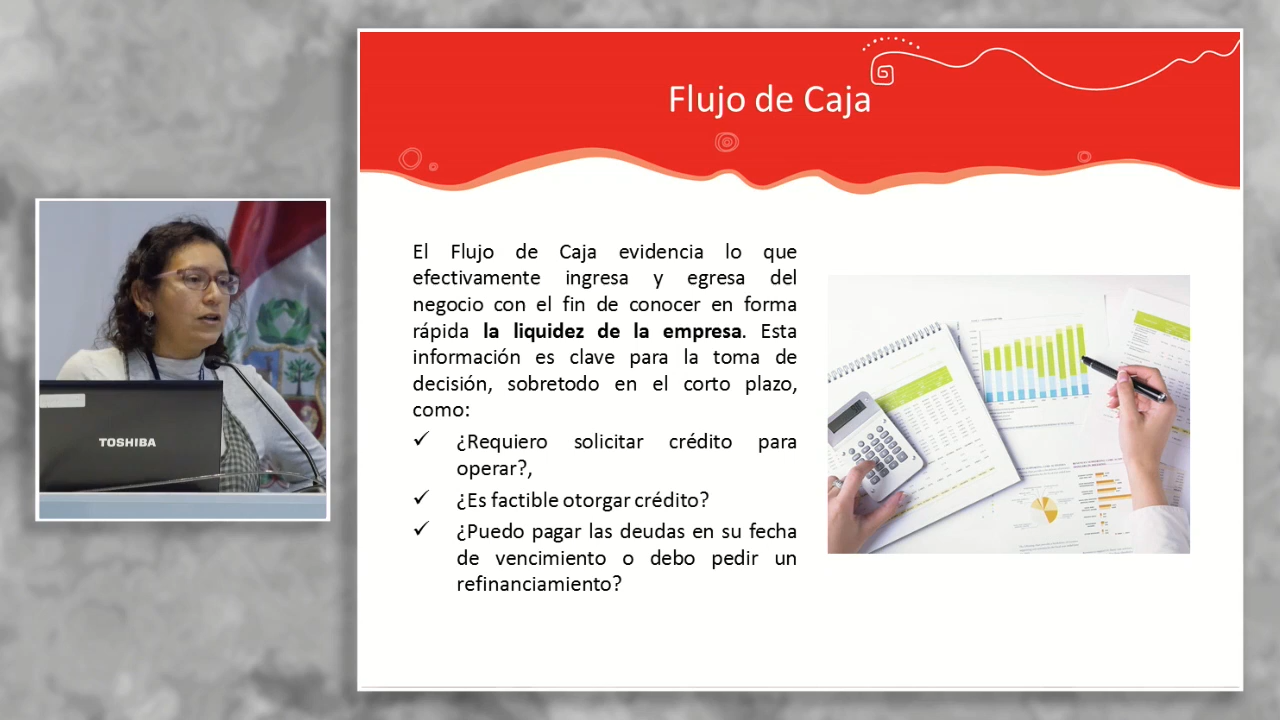 Flujo de Caja
El Flujo de Caja evidencia lo que
efectivamente ingresa y egresa del
negocio con el fin de conocer en forma
rápida la liquidez de la empresa. Esta
información es clave para la toma de
decisión, sobretodo en el corto plazo,
como:
✓ ¿Requiero solicitar crédito para
operar?,
✓ ¿Es factible otorgar crédito?
✓ ¿Puedo pagar las deudas en su fecha
de vencimiento o debo pedir un
refinanciamiento?
TOSHIBA